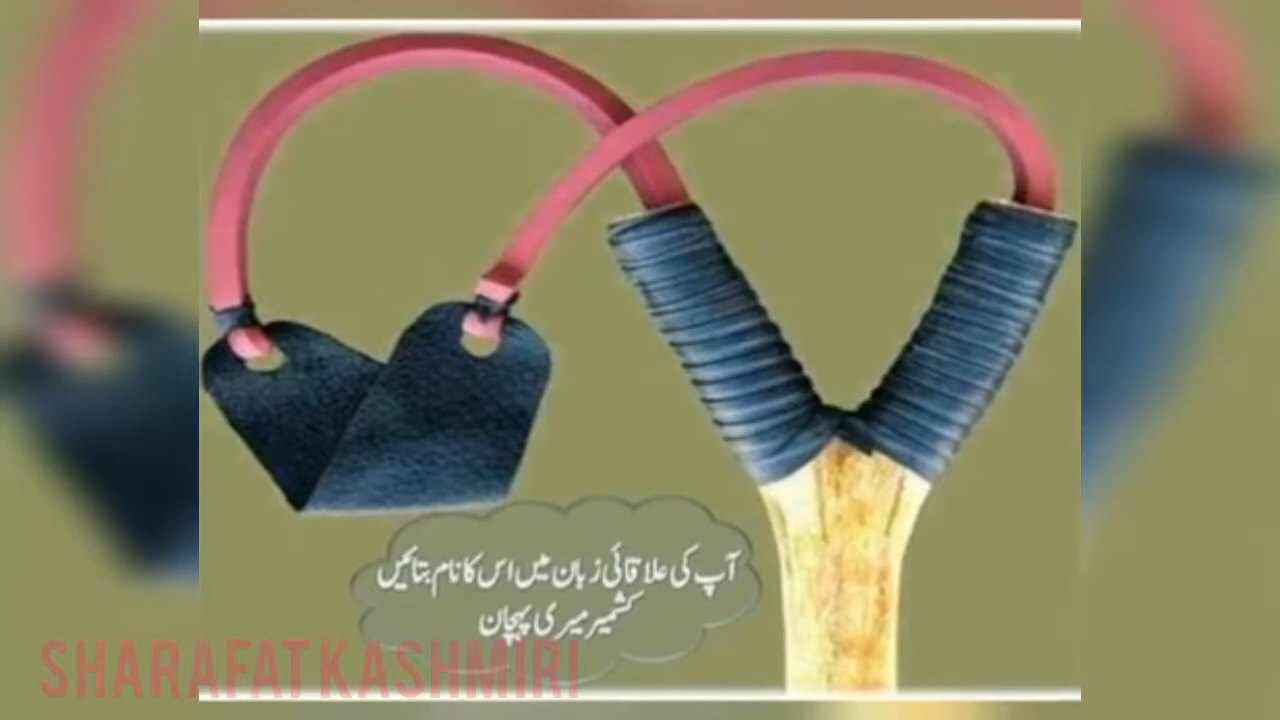 آپ کی علاقائی زبان میں اس کا نام بتائیں
کشمیر میری پہچان
SHARAFAT KASHMIRI